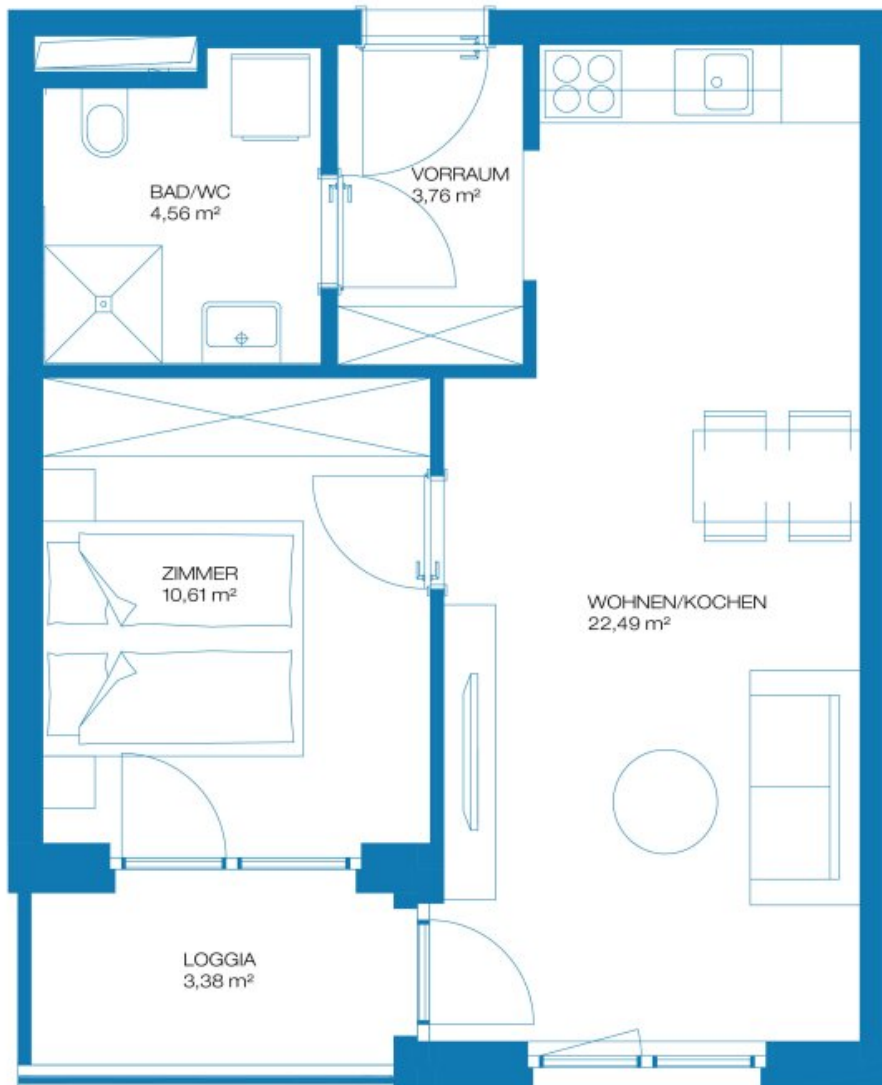 VORRAUM
3,76 m²
BAD/WC
4,56 m²
ZIMMER
10,61 m²
WOHNEN/KOCHEN
22,49 m²
LOGGIA
3,38 m²